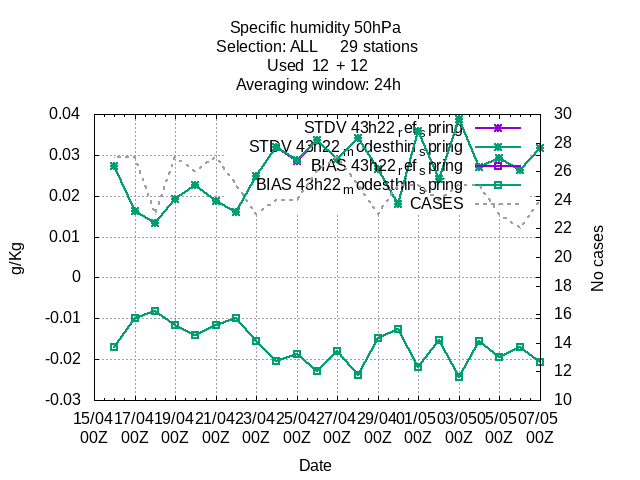 Specific humidity 50hPa
Selection: ALL 29 stations
Used 12 + 12
Averaging window: 24h
0.04
0.03
0.02
0.01
0
-0.01
-0.02
-0.03
30
28
26
24
22
20
18
16
14
12
10
STDV 43h22_ref_spring
STDV 43h22_modesthin_spring
BIAS 43h22_ref_spring
BIAS 43h22_modesthin_spring
CASES
g/Kg
No cases
15/04 17/04 19/04 21/04 23/04 25/04 27/04 29/04 01/05 03/05 05/05 07/05
00Z 00Z 00Z 00Z 00Z 00Z 00Z 00Z 00Z 00Z 00Z 00Z
Date